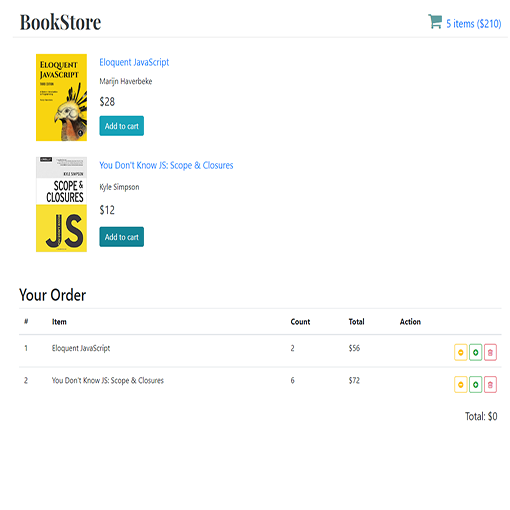 BookStore
5 items ($210)
ELOQUENT
JAVASCRIPT
Eloquent JavaScript
Marijn Haverbeke
$28
Add to cart
KYLE SIMPSON
SCOPE &
CLOSURES
JS
You Don't Know JS: Scope & Closures
Kyle Simpson
$12
Add to cart
Your Order
# Item Count Total Action
1 Eloquent JavaScript 2 $56
2 You Don't Know JS: Scope & Closures 6 $72
Total: $0